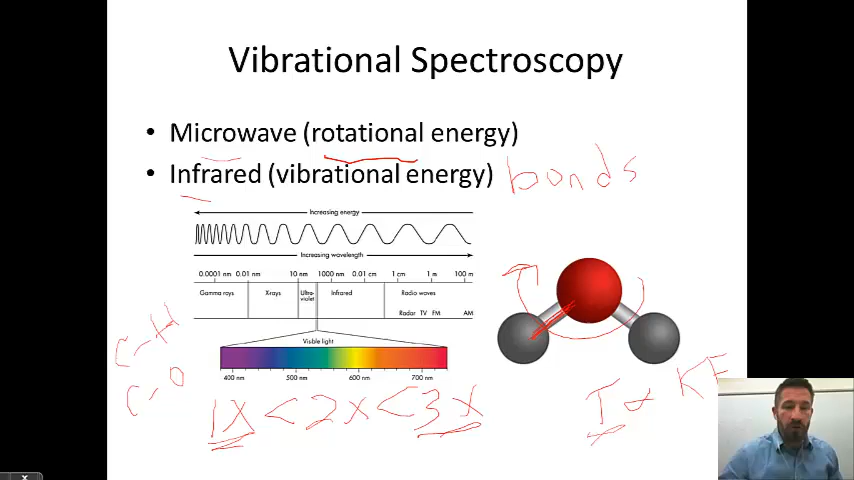 Vibrational Spectroscopy
• Microwave (rotational energy)
• Infrared (vibrational energy) bonds
Increasing energy
Increasing wavelength
0.0001 nm 0.01 nm 10 nm 1000 nm 0.01 cm 1 cm 1 m 100 m
Gamma rays X-rays Ultra-violet Infrared Radio waves
Radar TV FM AM
Visible light
400 nm 500 nm 600 nm 700 nm
C-H
C-O
1X < 2X < 3X
T ∝ KE
X